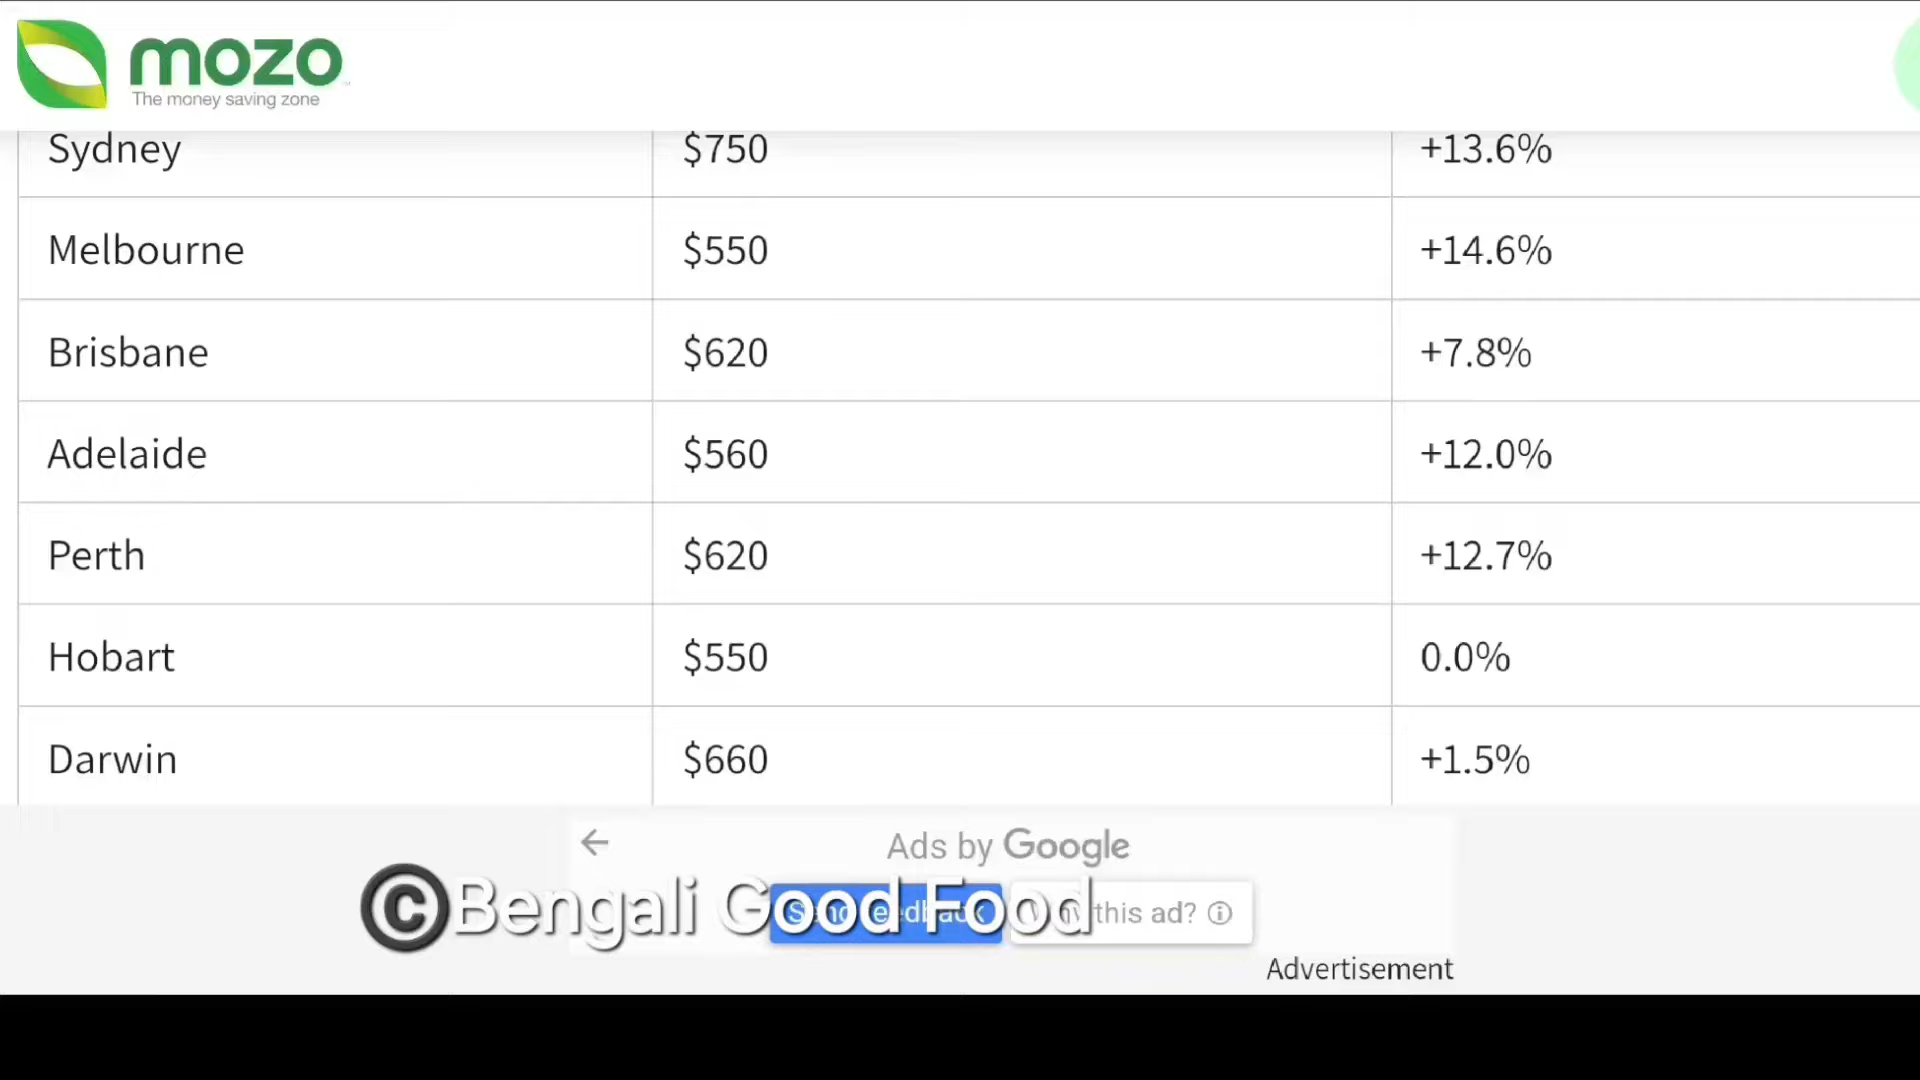 mozo
The money saving zone
Sydney $750 +13.6%
Melbourne $550 +14.6%
Brisbane $620 +7.8%
Adelaide $560 +12.0%
Perth $620 +12.7%
Hobart $550 0.0%
Darwin $660 +1.5%
Ads by Google
©Bengali Good Food
this ad?
Advertisement